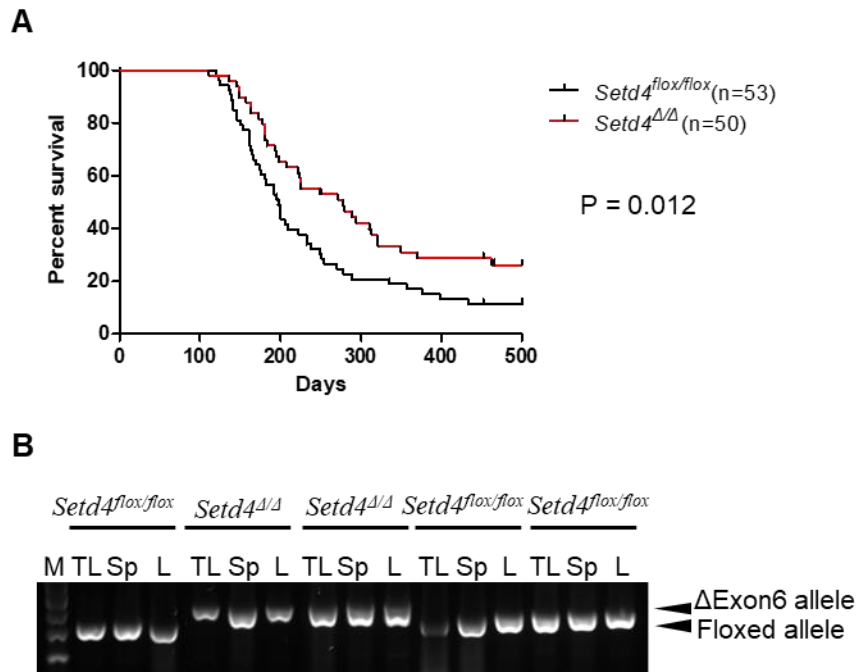 A
100
80
60
40
20
0
Percent survival
0 100 200 300 400 500
Days
Setd4flox/flox (n=53)
Setd4Δ/Δ (n=50)
P = 0.012
B
Setd4flox/flox Setd4Δ/Δ Setd4Δ/Δ Setd4flox/flox Setd4flox/flox
M TL Sp L TL Sp L TL Sp L TL Sp L TL Sp L
ΔExon6 allele
Floxed allele